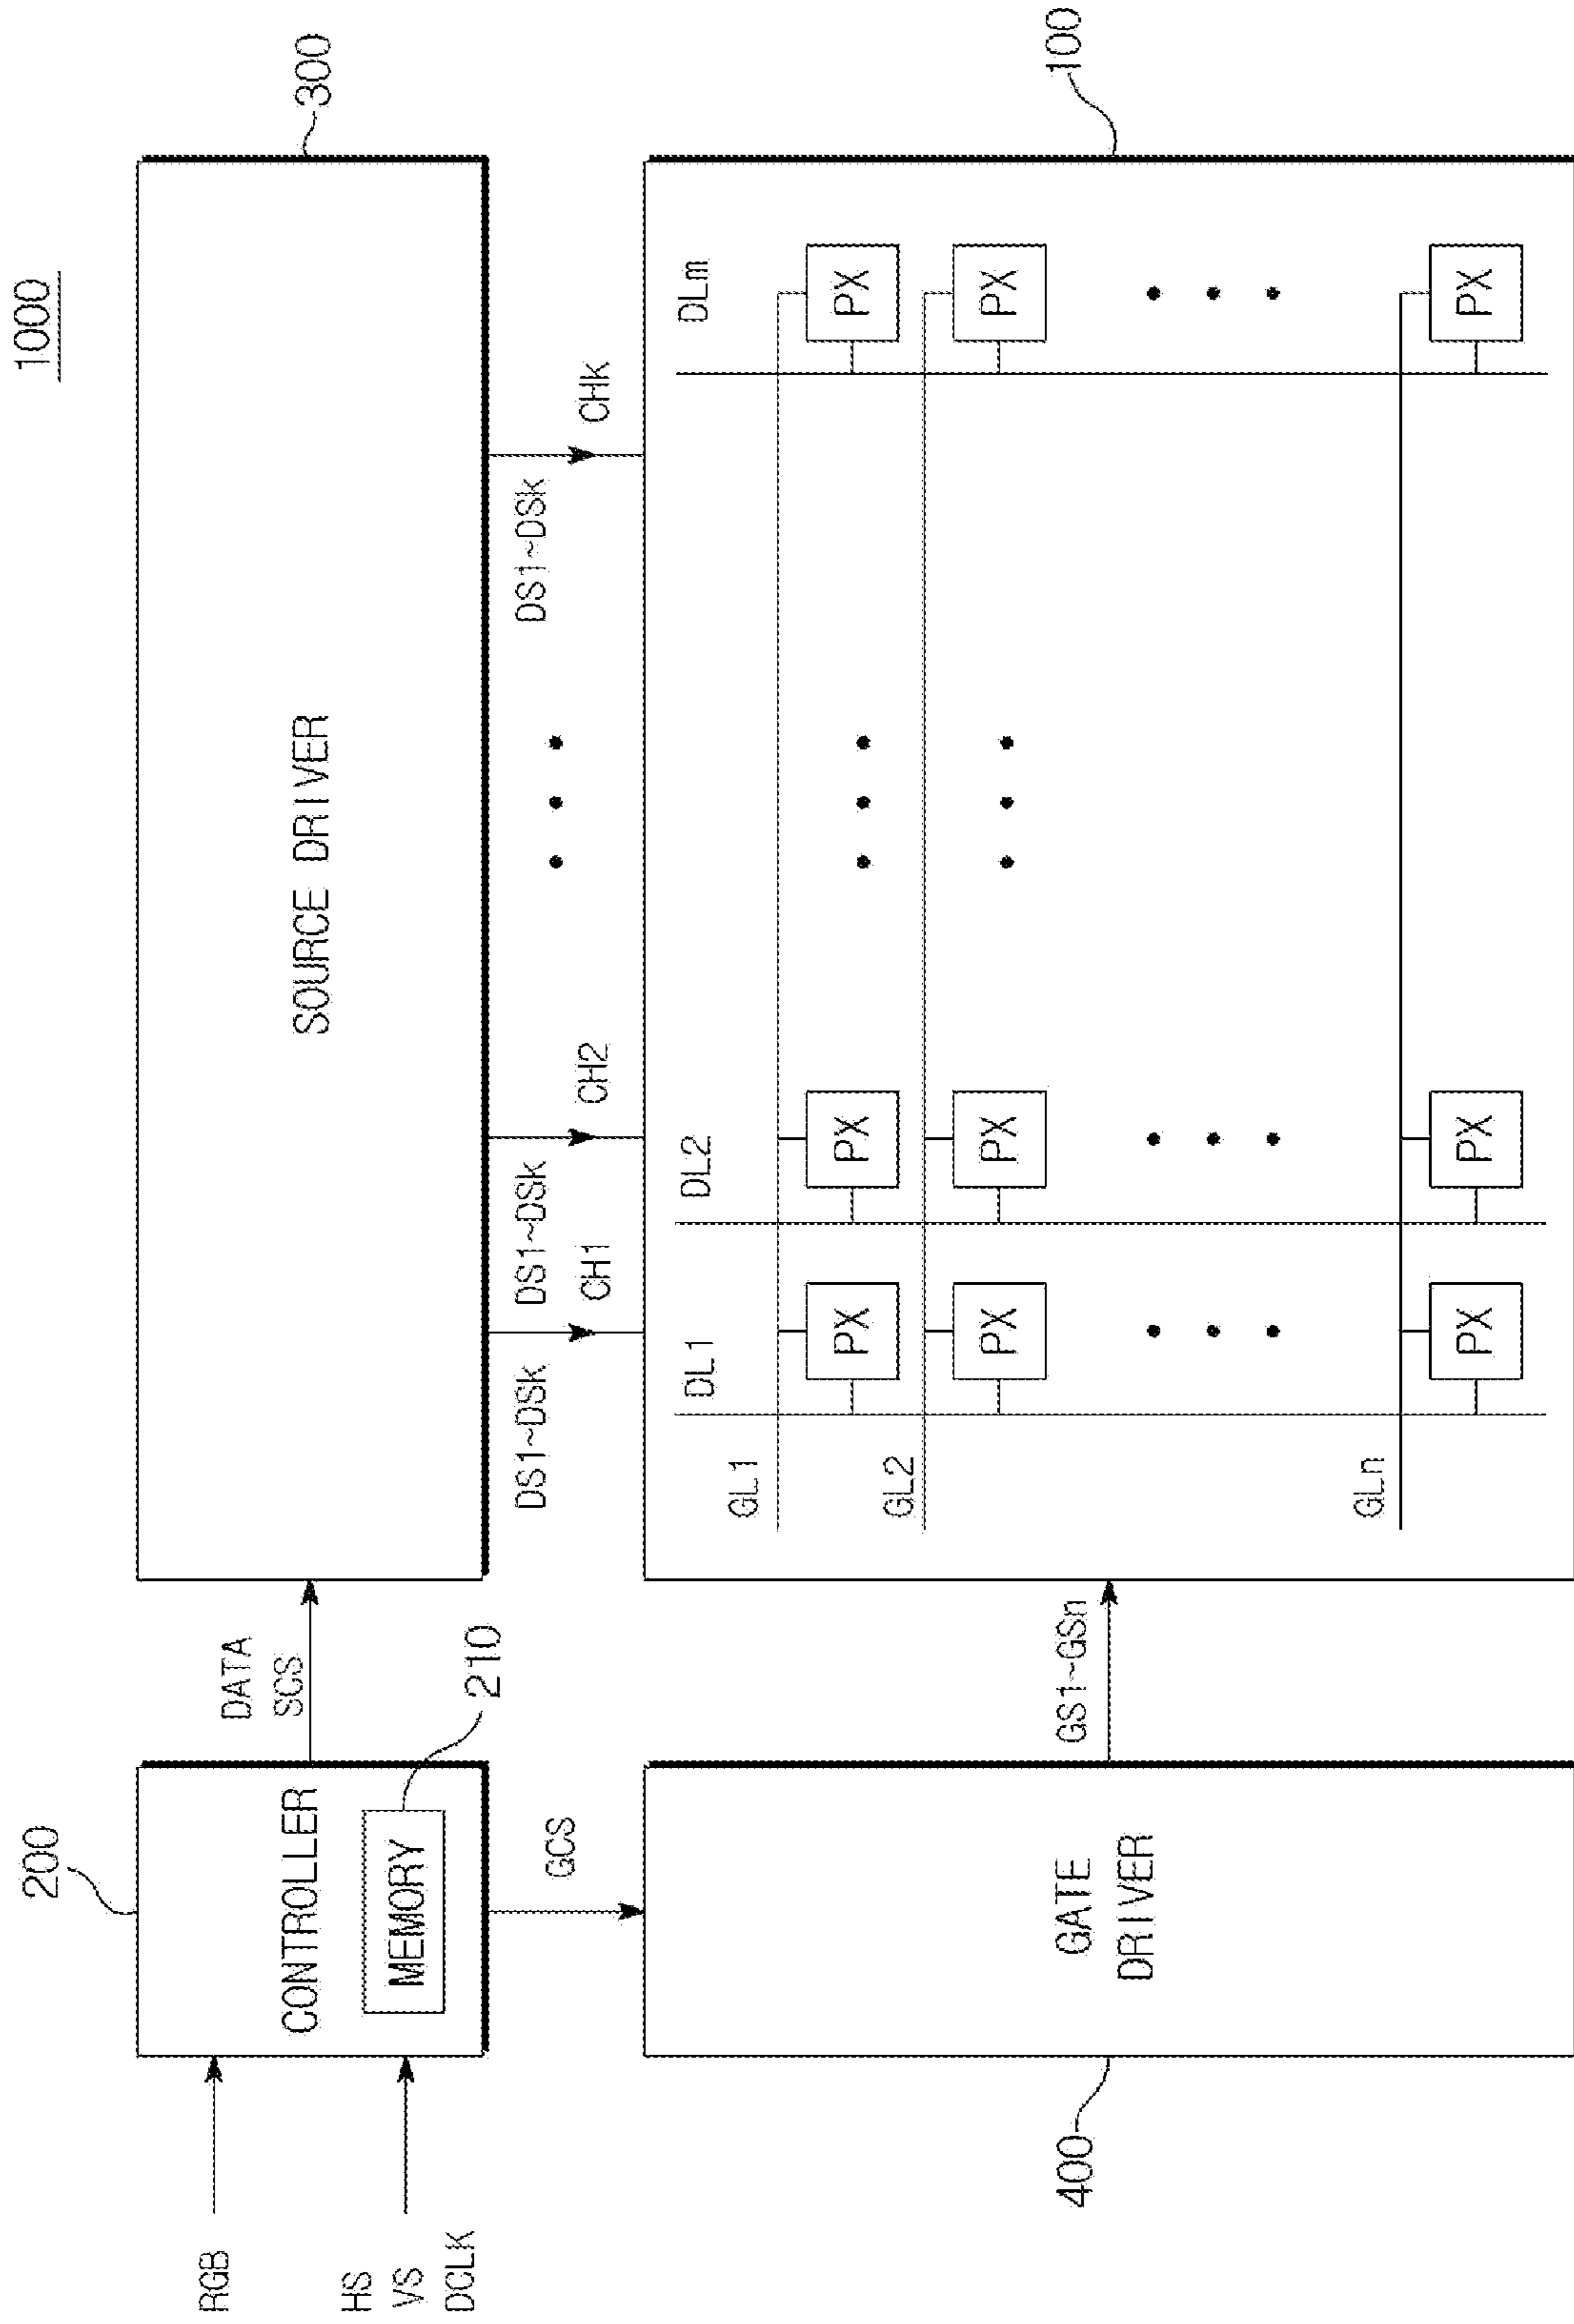 1000
200
300
RGB
HS
VS
DCLK
CONTROLLER
MEMORY
210
DATA
SCS
SOURCE DRIVER
GCS
DS1~DSk
CH1
DS1~DSk
CH2
DS1~DSk
CHk
400
GATE
DRIVER
GS1~GSn
100
DL1
DL2
DLm
GL1
PX PX PX
GL2
PX PX PX
GLn
PX PX PX